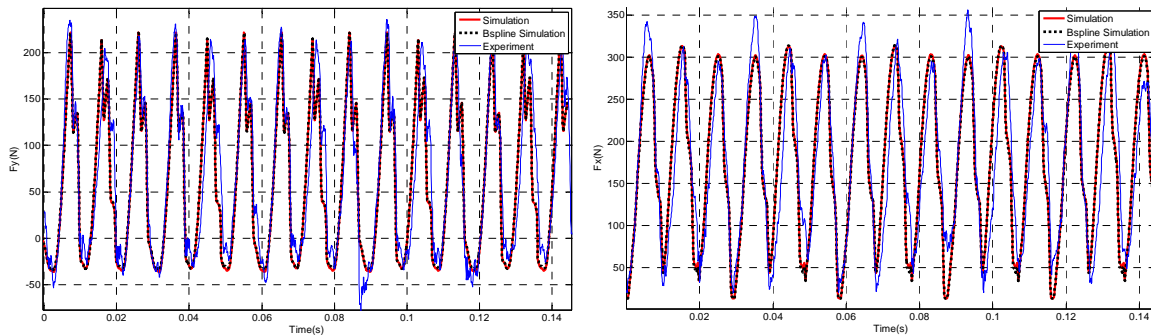 Simulation
Bspline Simulation
Experiment
200
150
100
50
0
-50
Fy(N)
0
0.02
0.04
0.06
0.08
0.1
0.12
0.14
Time(s)
Simulation
Bspline Simulation
Experiment
350
300
250
200
150
100
50
Fx(N)
0.02
0.04
0.06
0.08
0.1
0.12
0.14
Time(s)